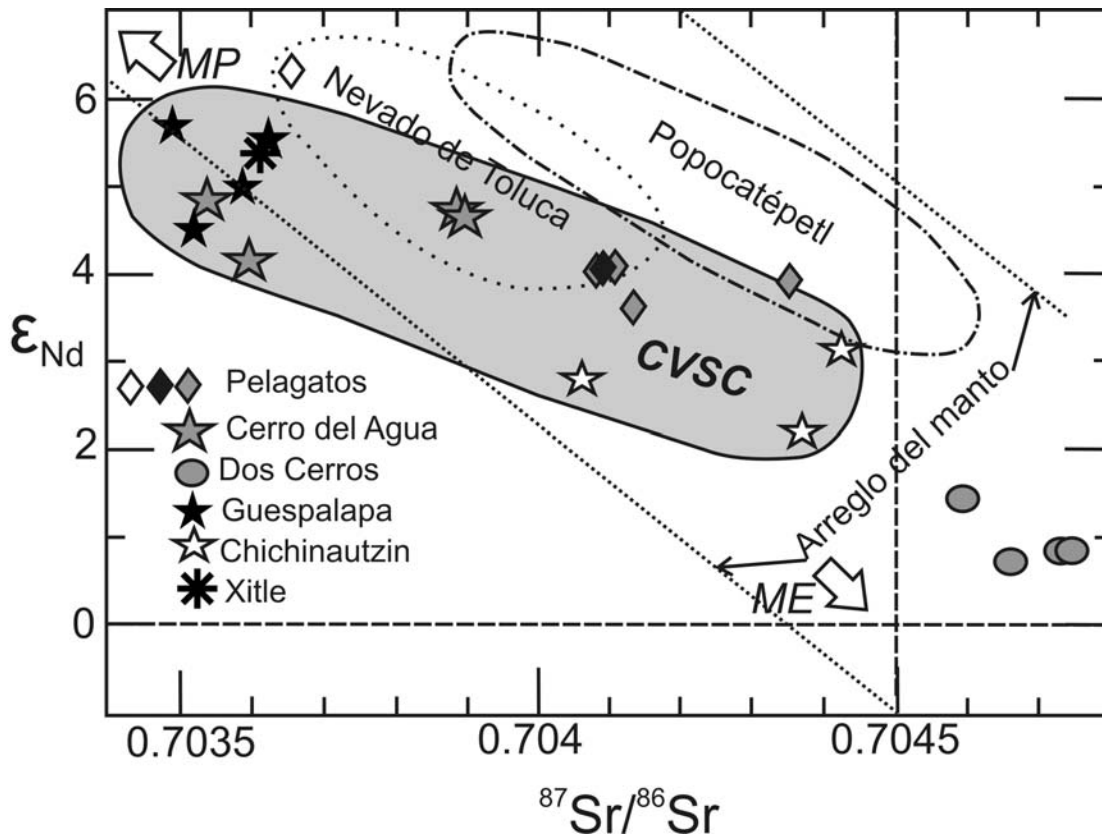 MP
6
Nevado de Toluca
Popocatépetl
4
εNd
CVSC
Pelagatos
Cerro del Agua
2
Dos Cerros
Guespalapa
Chichinautzin
Xitle
Arreglo del manto
ME
0
0.7035 0.704 0.7045
⁸⁷Sr/⁸⁶Sr